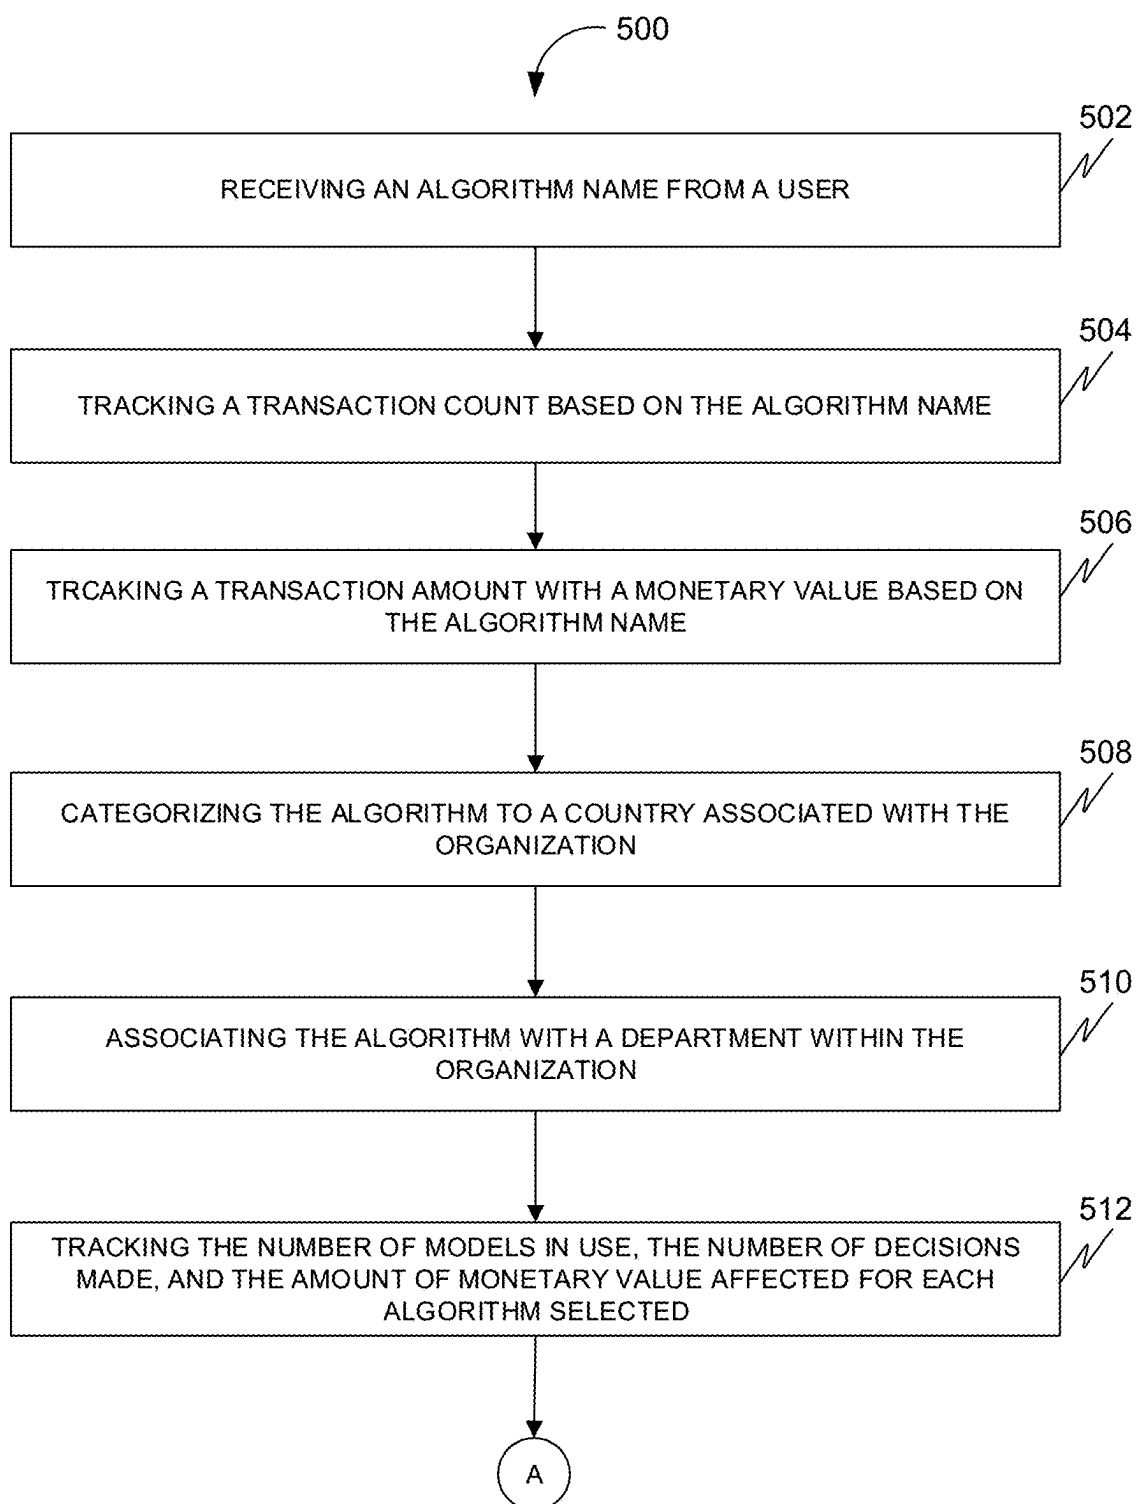 500
502
RECEIVING AN ALGORITHM NAME FROM A USER
504
TRACKING A TRANSACTION COUNT BASED ON THE ALGORITHM NAME
506
TRCAKING A TRANSACTION AMOUNT WITH A MONETARY VALUE BASED ON
THE ALGORITHM NAME
508
CATEGORIZING THE ALGORITHM TO A COUNTRY ASSOCIATED WITH THE
ORGANIZATION
510
ASSOCIATING THE ALGORITHM WITH A DEPARTMENT WITHIN THE
ORGANIZATION
512
TRACKING THE NUMBER OF MODELS IN USE, THE NUMBER OF DECISIONS
MADE, AND THE AMOUNT OF MONETARY VALUE AFFECTED FOR EACH
ALGORITHM SELECTED
A